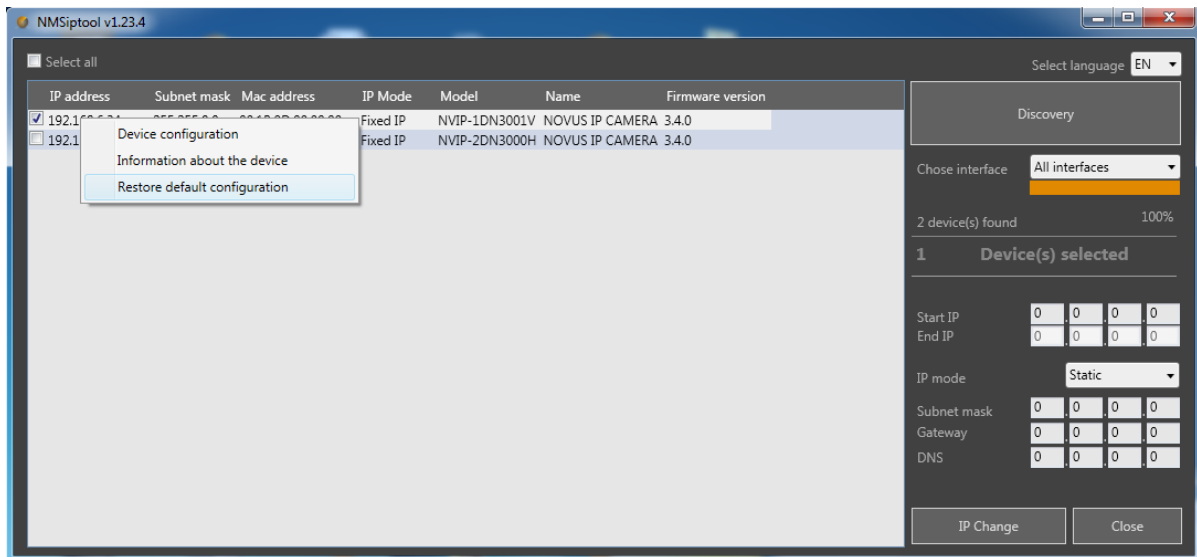 NMSiptool v1.23.4
Select all
Select language EN
IP address Subnet mask Mac address IP Mode Model Name Firmware version
Fixed IP NVIP-1DN3001V NOVUS IP CAMERA 3.4.0
192.1 Fixed IP NVIP-2DN3000H NOVUS IP CAMERA 3.4.0
Device configuration
Information about the device
Restore default configuration
Discovery
Chose interface All interfaces
2 device(s) found 100%
1 Device(s) selected
Start IP 0 . 0 . 0 . 0
End IP 0 . 0 . 0 . 0
IP mode Static
Subnet mask 0 . 0 . 0 . 0
Gateway 0 . 0 . 0 . 0
DNS 0 . 0 . 0 . 0
IP Change Close